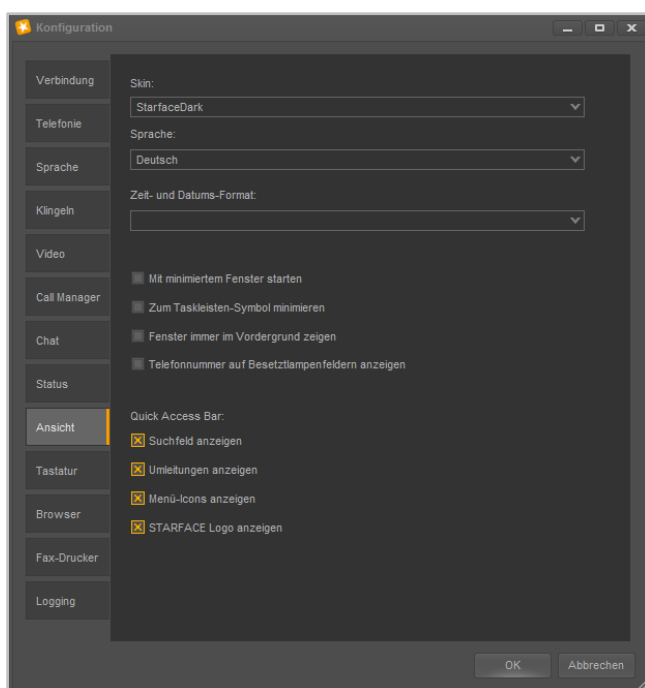 Konfiguration
Verbindung
Telefonie
Sprache
Klingeln
Video
Call Manager
Chat
Status
Ansicht
Tastatur
Browser
Fax-Drucker
Logging
Skin:
StarfaceDark
Sprache:
Deutsch
Zeit- und Datums-Format:
Mit minimiertem Fenster starten
Zum Taskleisten-Symbol minimieren
Fenster immer im Vordergrund zeigen
Telefonnummer auf Besetztlampenfeldern anzeigen
Quick Access Bar:
Suchfeld anzeigen
Umleitungen anzeigen
Menü-Icons anzeigen
STARFACE Logo anzeigen
OK Abbrechen